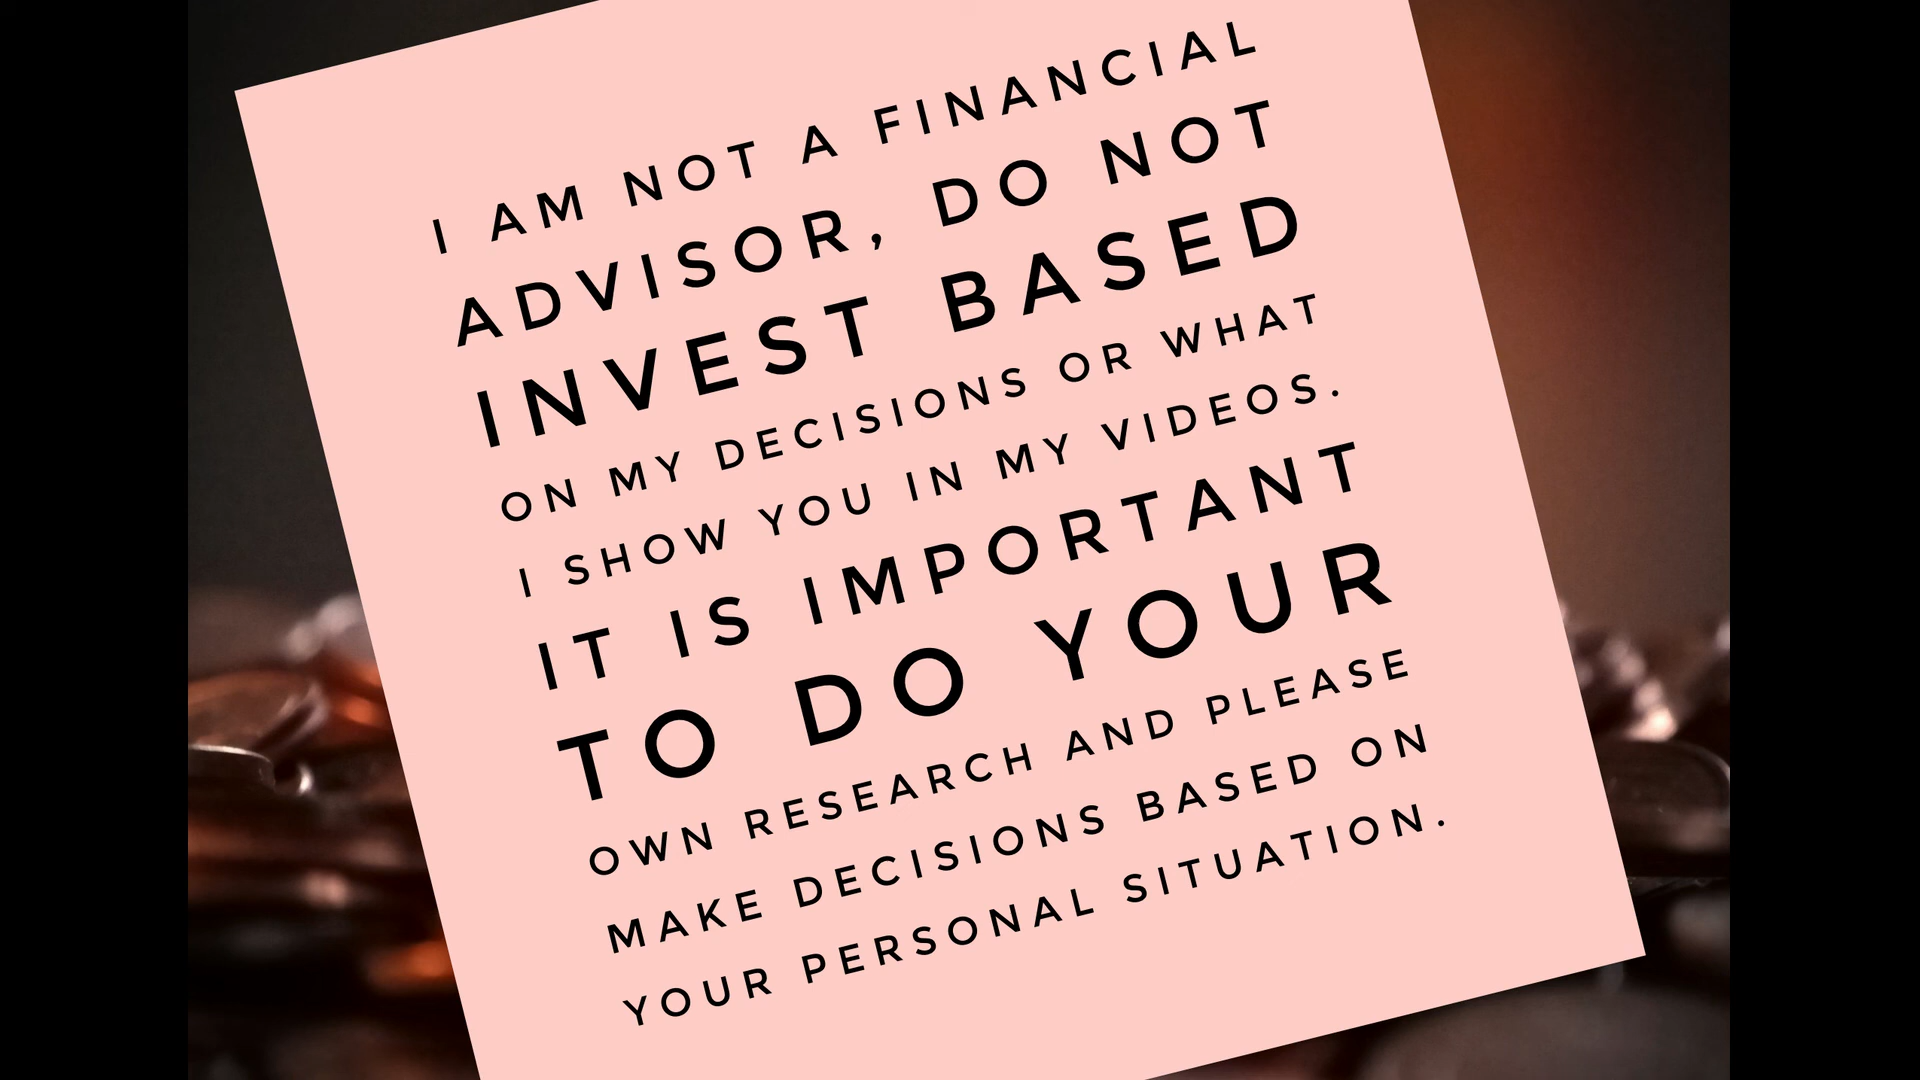 I AM NOT A FINANCIAL
ADVISOR, DO NOT
INVEST BASED
ON MY DECISIONS OR WHAT
I SHOW YOU IN MY VIDEOS.
IT IS IMPORTANT
TO DO YOUR
OWN RESEARCH AND PLEASE
MAKE DECISIONS BASED ON
YOUR PERSONAL SITUATION.